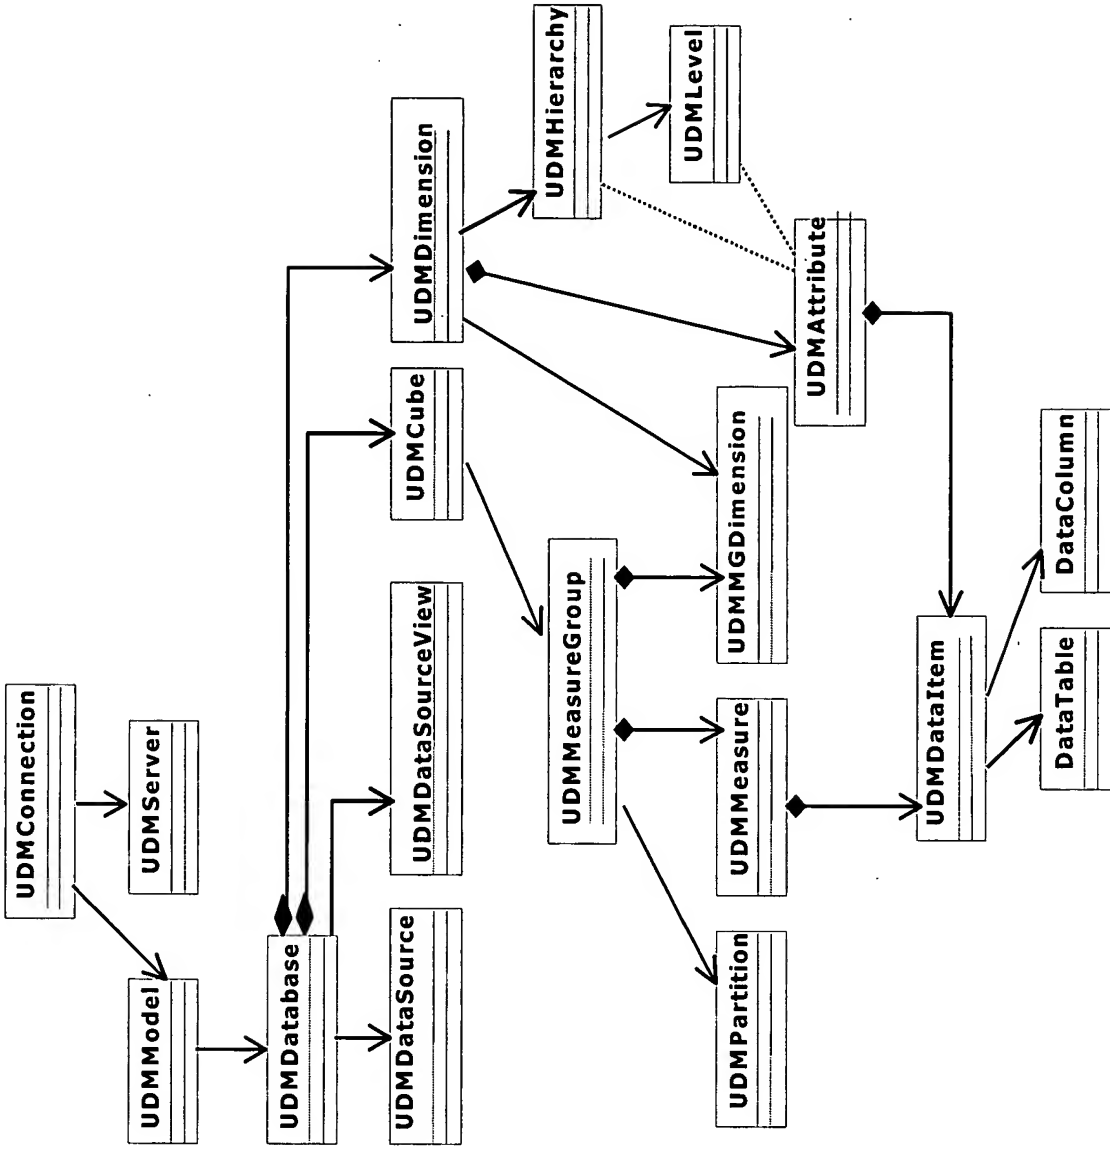 UDMConnection
UDMModel
UDMServer
UDMDatabase
UDMDataSource
UDMDataSourceView
UDMCube
UDMDimension
UDMHierarchy
UDMLevel
UDMMeasureGroup
UDMPartition
UDMMeasure
UDMMGDimension
UDMAttribute
UDMDataItem
DataTable
DataColumn